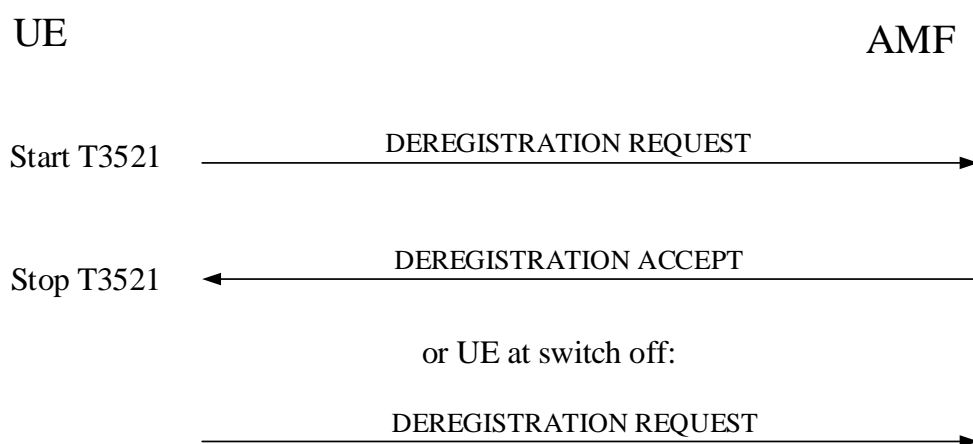 UE
AMF
Start T3521
DEREGISTRATION REQUEST
Stop T3521
DEREGISTRATION ACCEPT
or UE at switch off:
DEREGISTRATION REQUEST